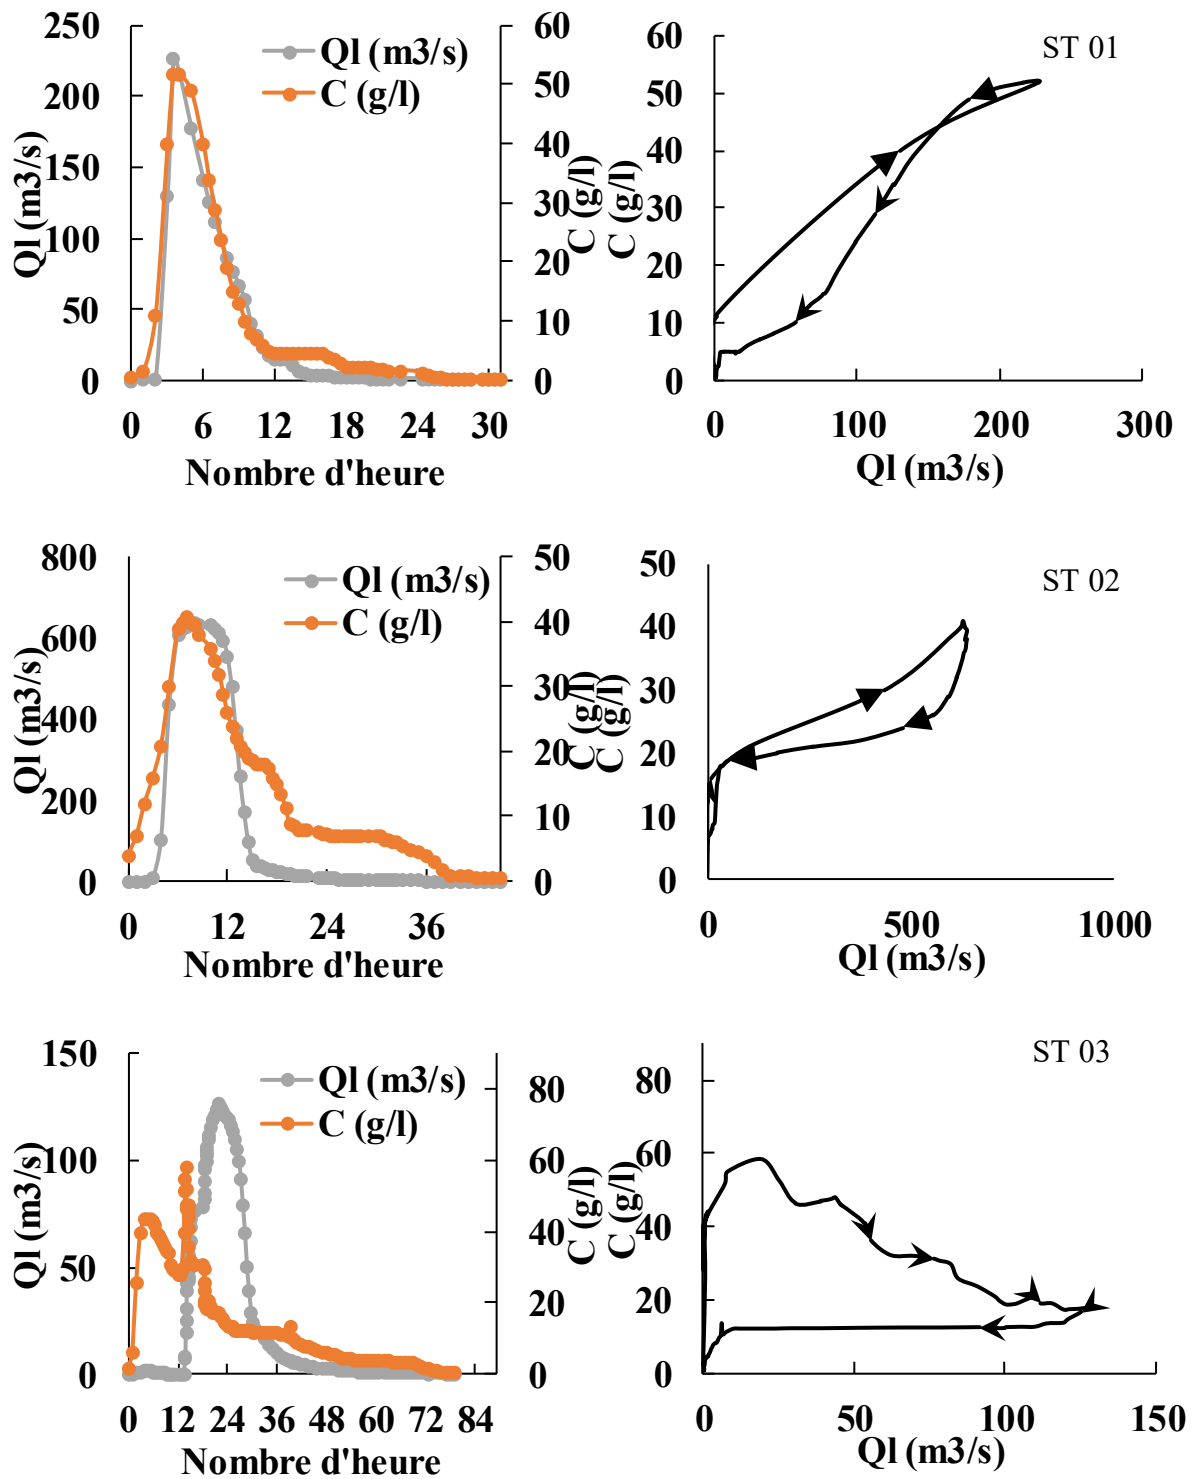 250
200
150
100
50
0
Ql (m3/s)
Ql (m3/s)
C (g/l)
60
50
40
30
20
10
0
C (g/l)
0 6 12 18 24 30
Nombre d'heure
ST 01
60
50
40
30
20
10
0
C (g/l)
0 100 200 300
Ql (m3/s)
800
600
400
200
0
Ql (m3/s)
Ql (m3/s)
C (g/l)
50
40
30
20
10
0
C (g/l)
0 12 24 36
Nombre d'heure
ST 02
50
40
30
20
10
0
C (g/l)
0 500 1000
Ql (m3/s)
150
100
50
0
Ql (m3/s)
Ql (m3/s)
C (g/l)
80
60
40
20
0
C (g/l)
0 12 24 36 48 60 72 84
Nombre d'heure
ST 03
80
60
40
20
0
C (g/l)
0 50 100 150
Ql (m3/s)